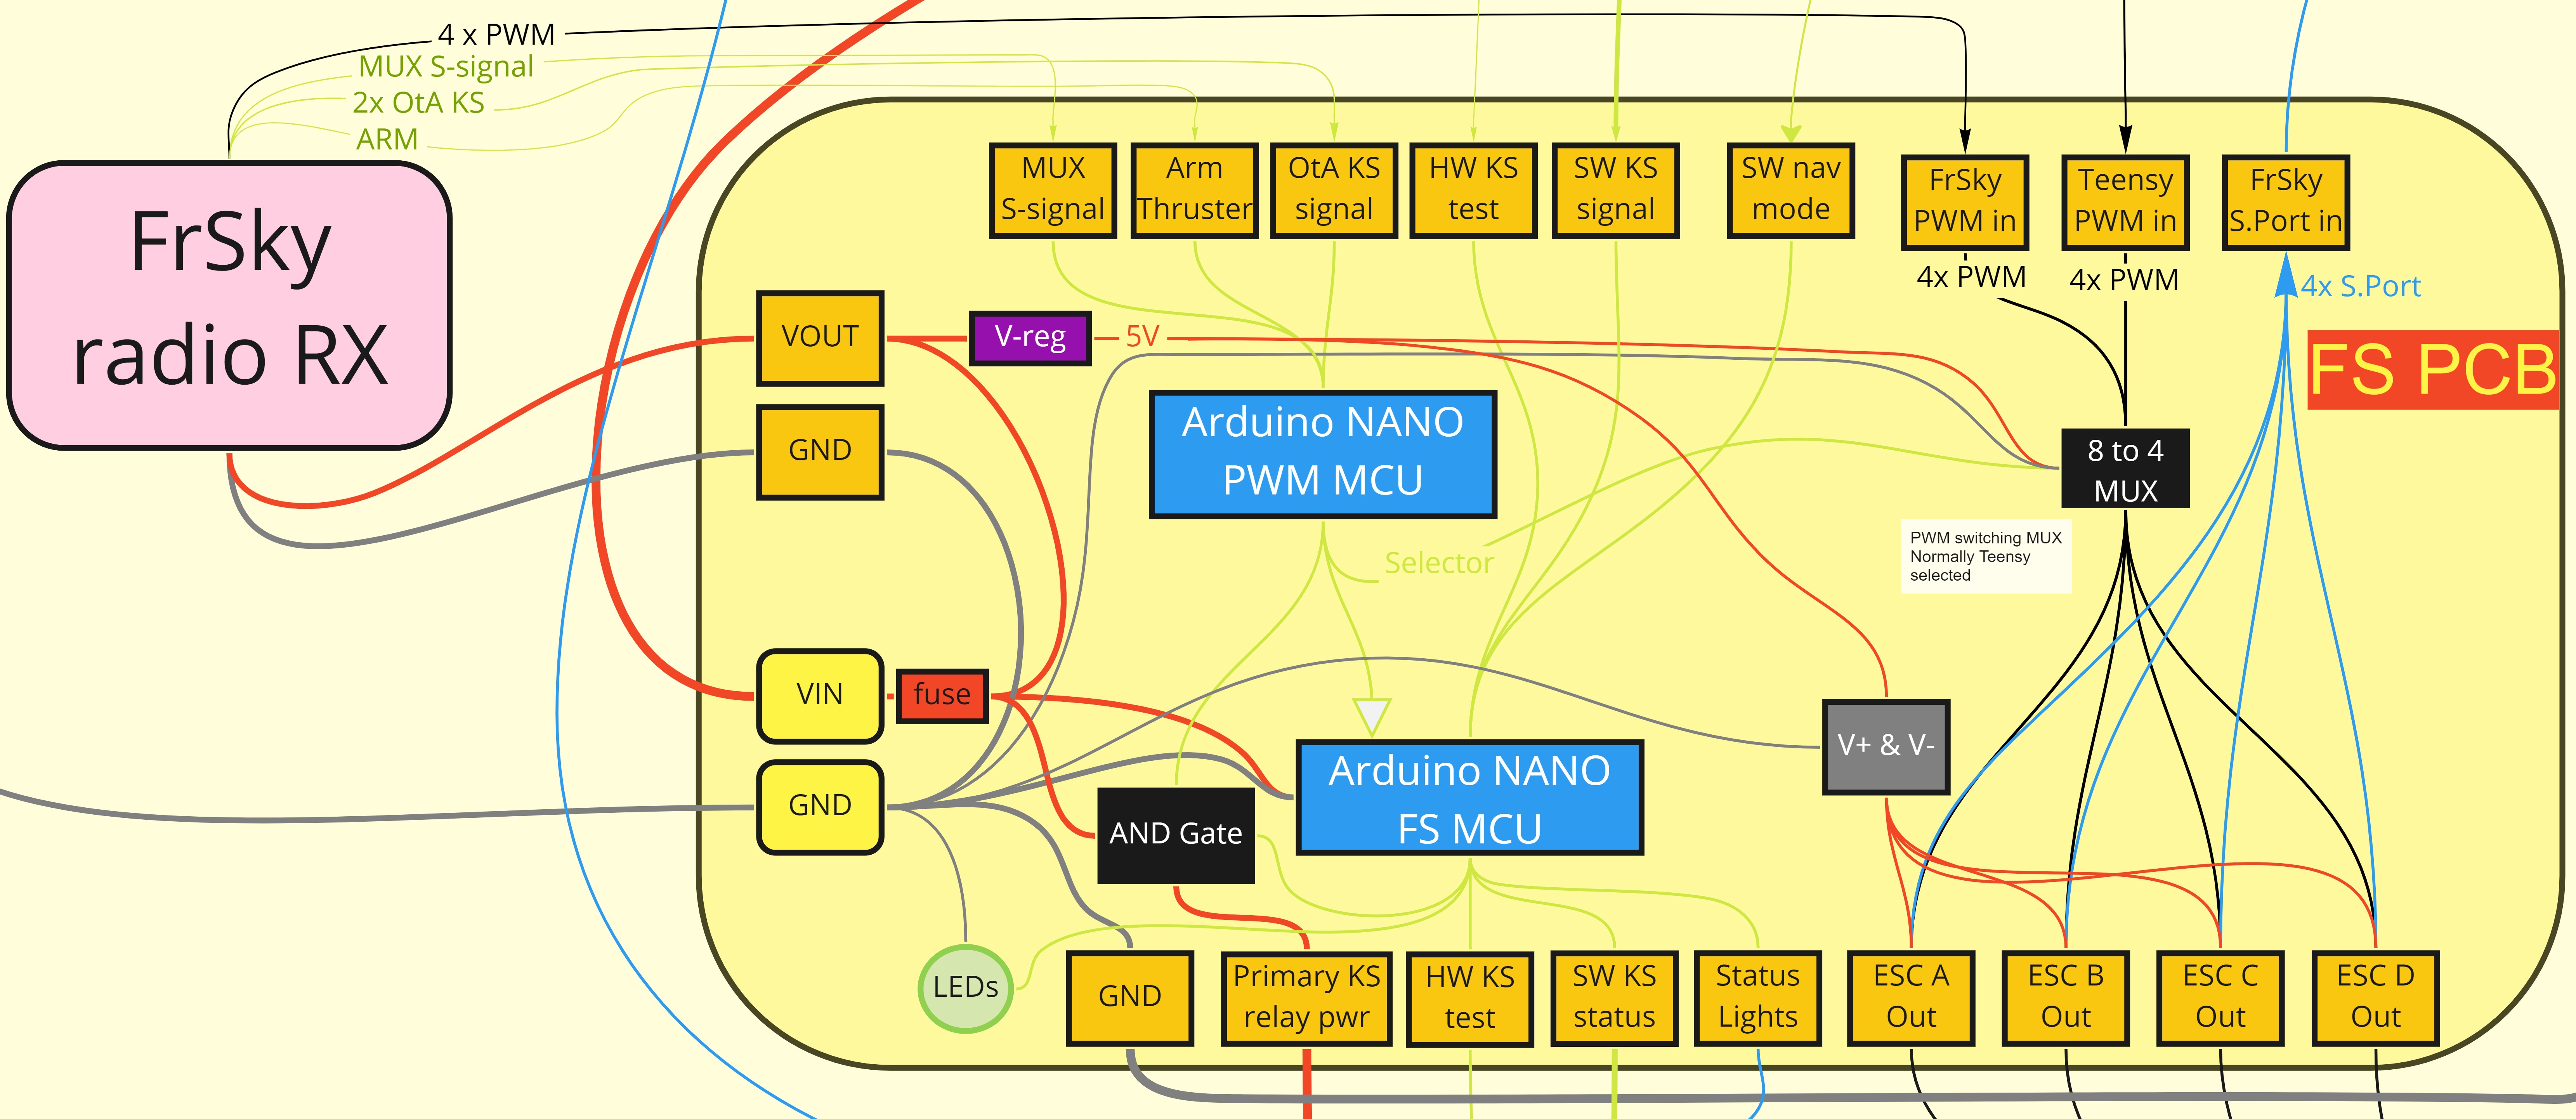 4 x PWM
MUX S-signal
2x OtA KS
ARM
FrSky
radio RX
MUX
S-signal
Arm
Thruster
OtA KS
signal
HW KS
test
SW KS
signal
SW nav
mode
FrSky
PWM in
Teensy
PWM in
FrSky
S.Port in
4x PWM
4x PWM
4x S.Port
VOUT
V-reg
5V
FS PCB
GND
Arduino NANO
PWM MCU
8 to 4
MUX
Selector
PWM switching MUX
Normally Teensy
selected
VIN
fuse
V+ & V-
GND
AND Gate
Arduino NANO
FS MCU
LEDs
GND
Primary KS
relay pwr
HW KS
test
SW KS
status
Status
Lights
ESC A
Out
ESC B
Out
ESC C
Out
ESC D
Out